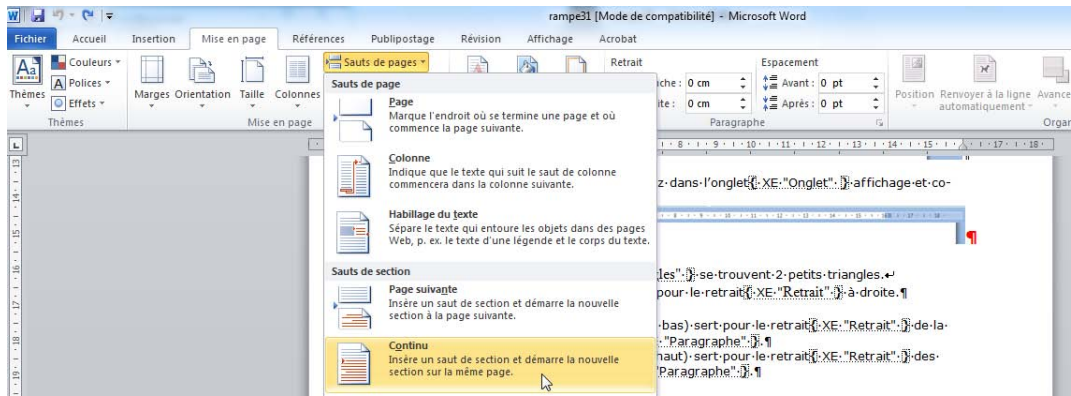 rampe31 [Mode de compatibilité] - Microsoft Word
Fichier Accueil Insertion Mise en page Références Publipostage Révision Affichage Acrobat
Couleurs
Polices
Effets
Thèmes
Marges Orientation Taille Colonnes
Sauts de pages
Retrait
Espacement
0 cm
Avant : 0 pt
0 cm
Après : 0 pt
Position Renvoyer à la ligne automatiquement
Thèmes
Mise en page
Paragraphe
Sauts de page
Page
Marque l'endroit où se termine une page et où
commence la page suivante.
Colonne
Indique que le texte qui suit le saut de colonne
commencera dans la colonne suivante.
Habillage du texte
Sépare le texte qui entoure les objets dans des pages
Web, p. ex. le texte d'une légende et le corps du texte.
Sauts de section
Page suivante
Insère un saut de section et démarre la nouvelle
section à la page suivante.
Continu
Insère un saut de section et démarre la nouvelle
section sur la même page.
z·dans·l'onglet{·XE·"Onglet"·}·affichage·et·co-
les"·}·se·trouvent·2·petits·triangles.↵
pour·le·retrait{·XE·"Retrait"·}·à·droite.¶
·bas)·sert·pour·le·retrait{·XE·"Retrait"·}·de·la·
·"Paragraphe"·}.¶
haut)·sert·pour·le·retrait{·XE·"Retrait"·}·des·
"Paragraphe"·}.¶